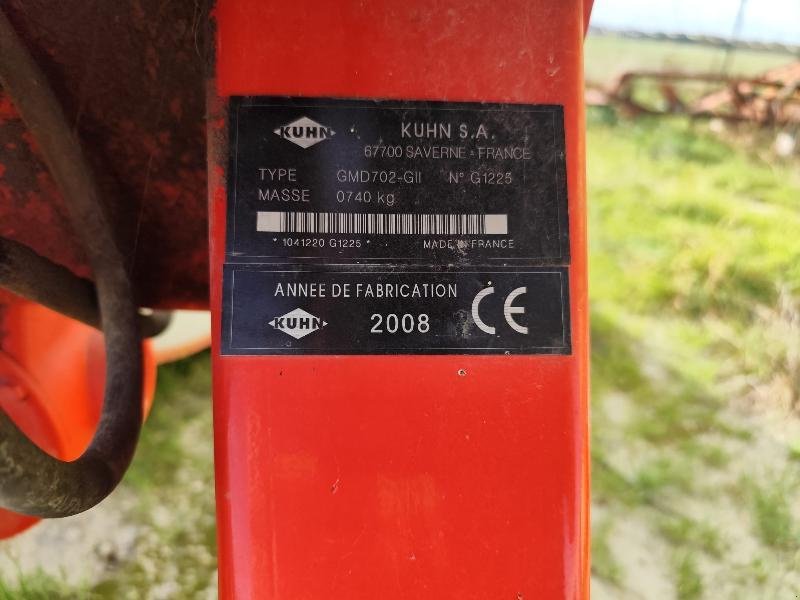 KUHN KUHN S.A.
67700 SAVERNE - FRANCE
TYPE GMD702-GII N° G1225
MASSE 0740 kg
* 1041220 G1225 * MADE IN FRANCE
ANNEE DE FABRICATION
KUHN 2008 CE